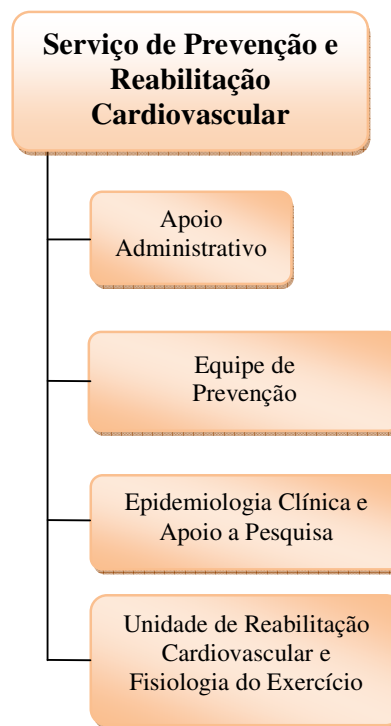 Serviço de Prevenção e
Reabilitação
Cardiovascular
Apoio
Administrativo
Equipe de
Prevenção
Epidemiologia Clínica e
Apoio a Pesquisa
Unidade de Reabilitação
Cardiovascular e
Fisiologia do Exercício